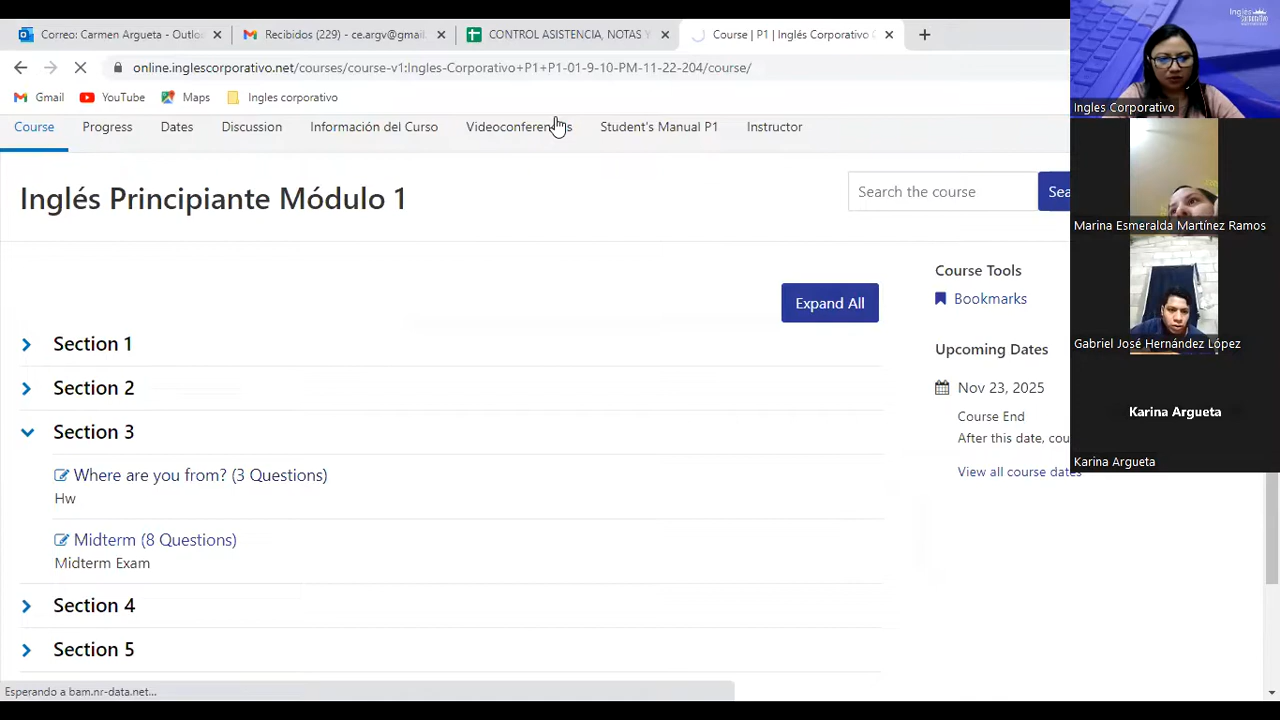 Correo: Carmen Argueta - Outlo
Recibidos (229) - ce.argv@gm
CONTROL ASISTENCIA, NOTAS
Course | P1 | Inglés Corporativo
online.inglescorporativo.net/courses/course-v1:Ingles-Corporativo+P1+P1-01-9-10-PM-11-22-204/course/
Gmail
YouTube
Maps
Ingles corporativo
Course
Progress
Dates
Discussion
Información del Curso
Videoconferencias
Student's Manual P1
Instructor
Inglés Principiante Módulo 1
Search the course
Sea
Expand All
Section 1
Section 2
Section 3
Where are you from? (3 Questions)
Hw
Midterm (8 Questions)
Midterm Exam
Section 4
Section 5
Course Tools
Bookmarks
Upcoming Dates
Nov 23, 2025
Course End
After this date, cou
View all course dates
Esperando a bam.nr-data.net...
Ingles Corporativo
Marina Esmeralda Martínez Ramos
Gabriel José Hernández López
Karina Argueta
Karina Argueta